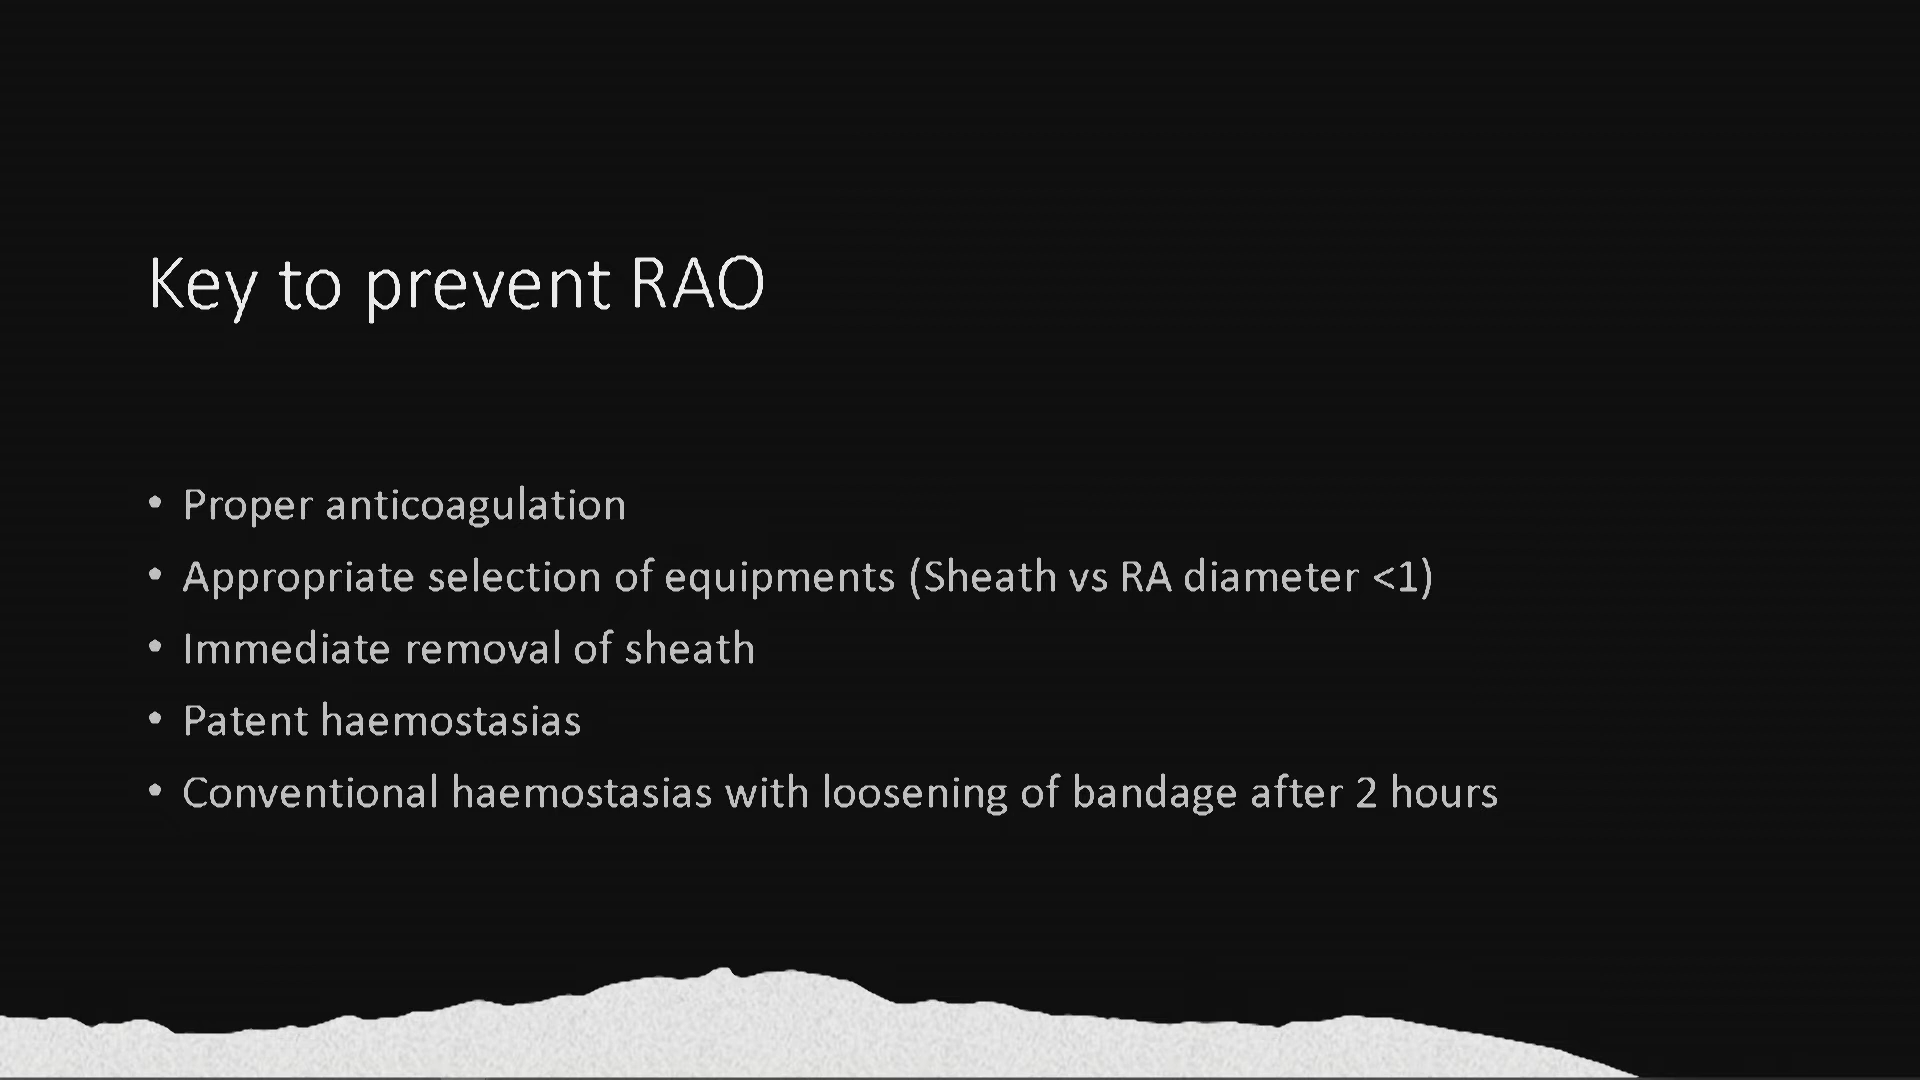 Key to prevent RAO
• Proper anticoagulation
• Appropriate selection of equipments (Sheath vs RA diameter <1)
• Immediate removal of sheath
• Patent haemostasias
• Conventional haemostasias with loosening of bandage after 2 hours